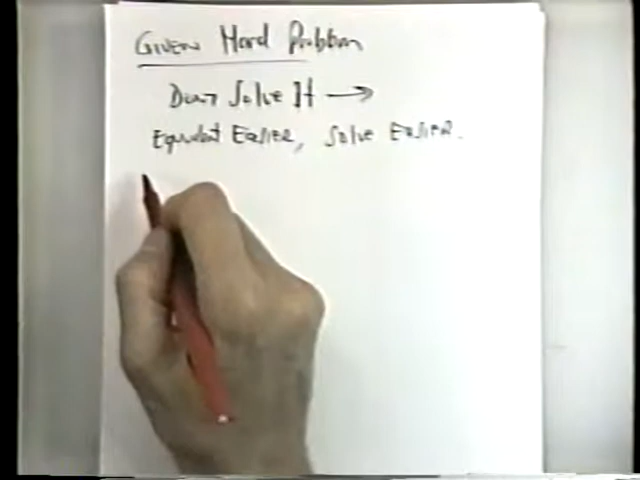 GIVEN Hard Problem
Don't Solve It →
Equivalent Easier, Solve EASIER.